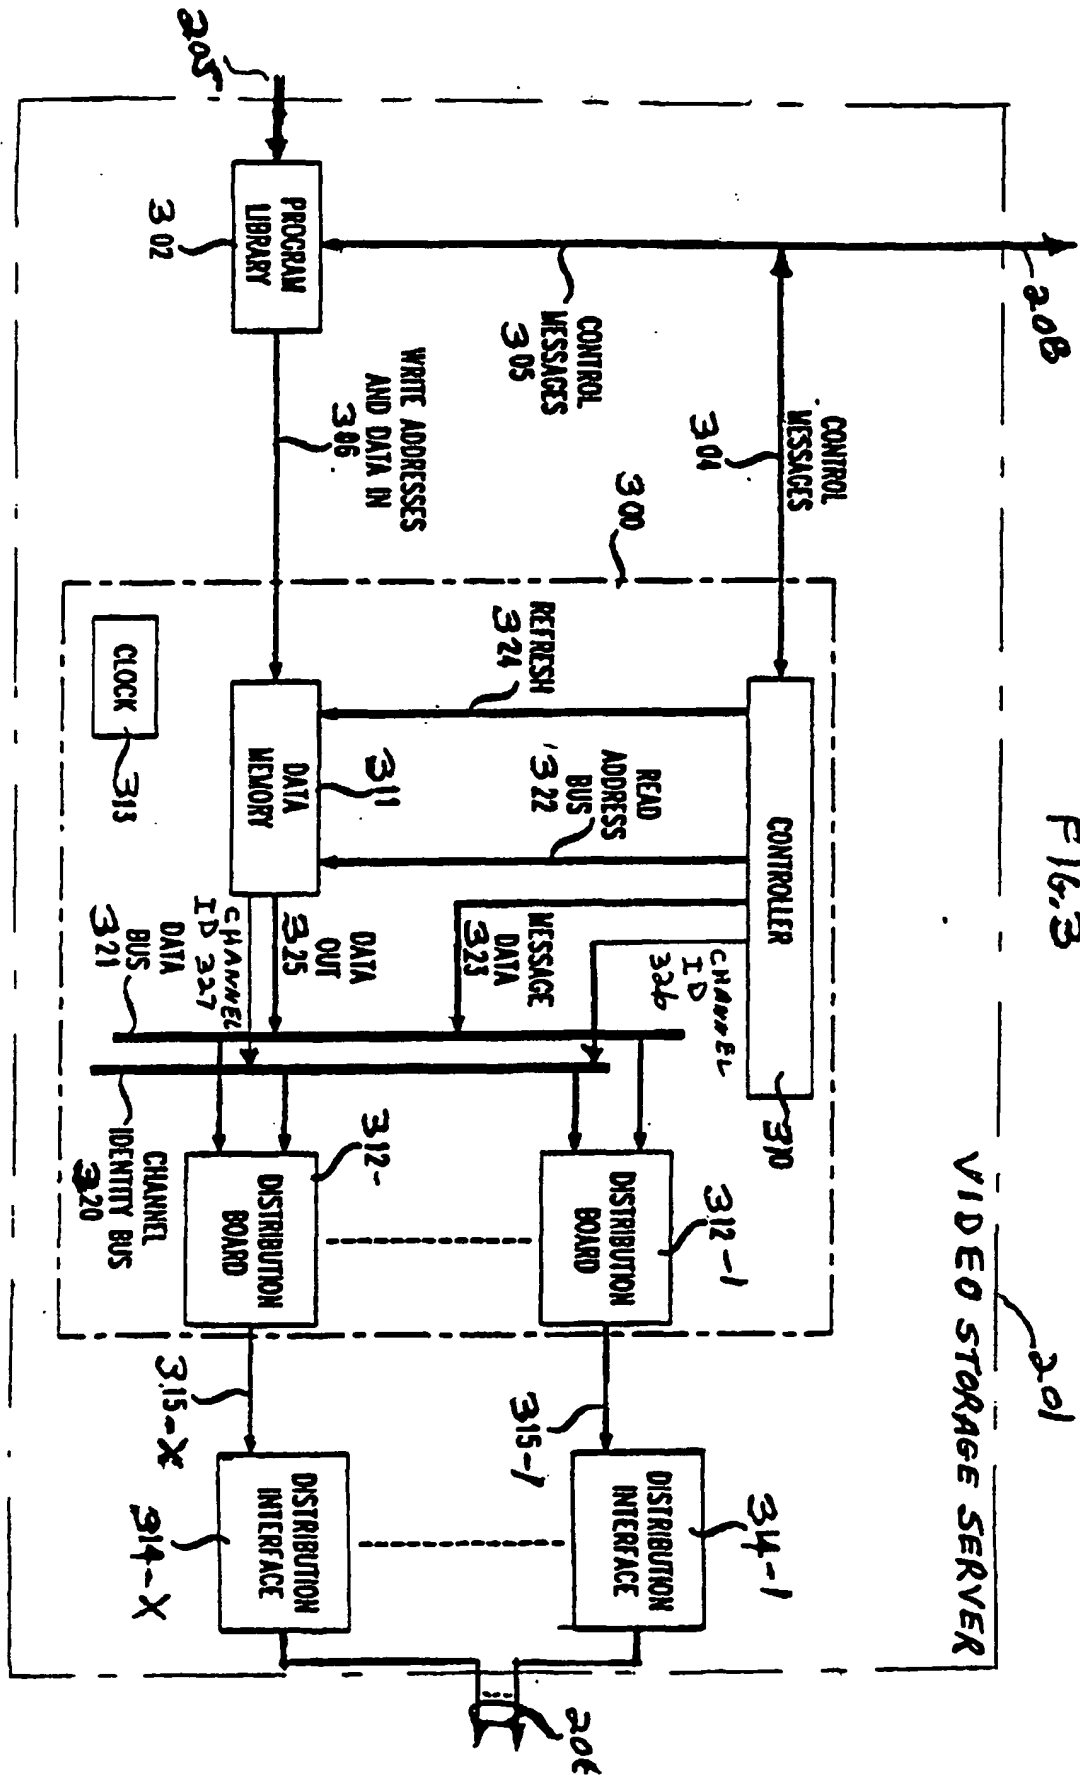 FIG.3
VIDEO STORAGE SERVER
201
208
205
206
CONTROL
MESSAGES
304
CONTROL
MESSAGES
305
PROGRAM
LIBRARY
302
WRITE ADDRESSES
AND DATA IN
306
300
CONTROLLER
310
REFRESH
324
READ
ADDRESS
BUS
322
MESSAGE
DATA
323
CHANNEL
ID
326
DATA
MEMORY
311
DATA
OUT
325
CHANNEL
ID 327
DATA
BUS
321
CHANNEL
IDENTITY BUS
320
CLOCK
313
DISTRIBUTION
BOARD
312-1
DISTRIBUTION
BOARD
312-
315-1
315-X
DISTRIBUTION
INTERFACE
314-1
DISTRIBUTION
INTERFACE
314-X